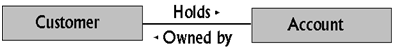 Holds ▸
Customer
Account
◂ Owned by